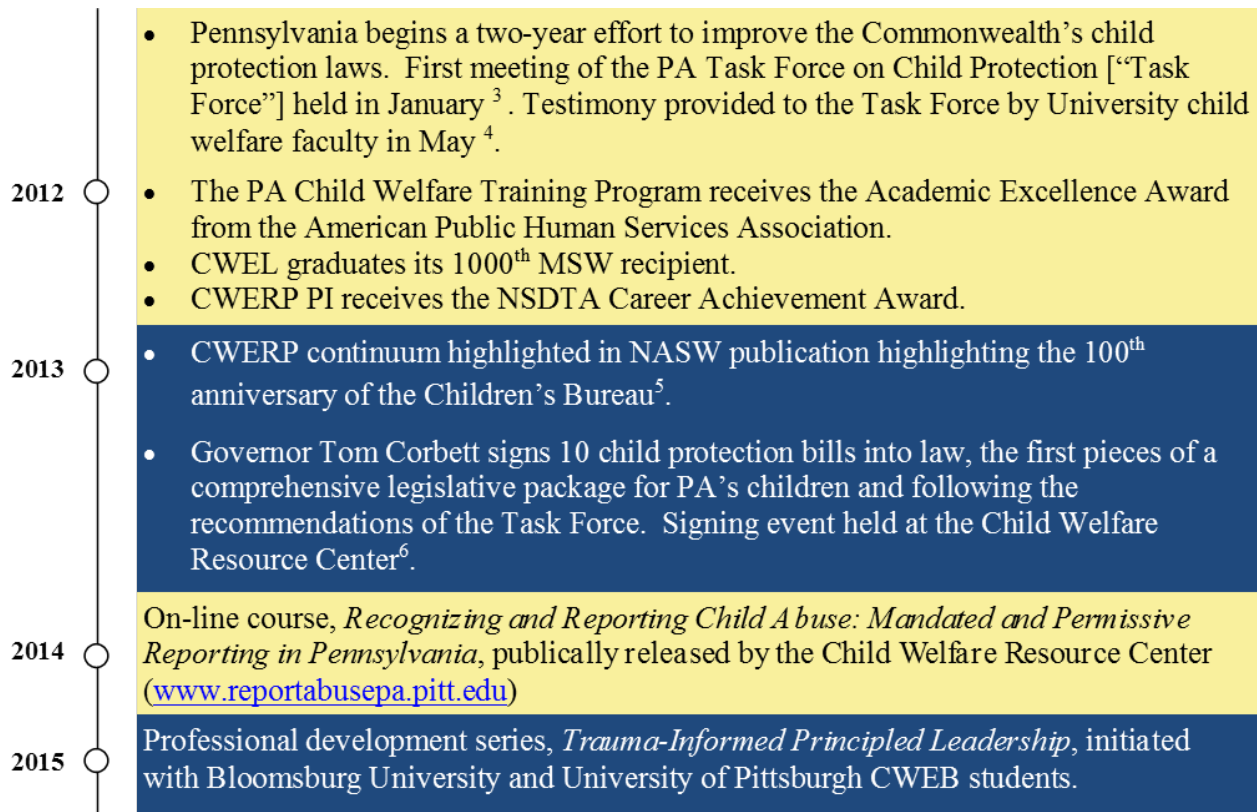 • Pennsylvania begins a two-year effort to improve the Commonwealth's child
protection laws.  First meeting of the PA Task Force on Child Protection [“Task
Force”] held in January ³ . Testimony provided to the Task Force by University child
welfare faculty in May ⁴.
2012
• The PA Child Welfare Training Program receives the Academic Excellence Award
from the American Public Human Services Association.
• CWEL graduates its 1000th MSW recipient.
• CWERP PI receives the NSDTA Career Achievement Award.
2013
• CWERP continuum highlighted in NASW publication highlighting the 100th
anniversary of the Children’s Bureau⁵.
• Governor Tom Corbett signs 10 child protection bills into law, the first pieces of a
comprehensive legislative package for PA’s children and following the
recommendations of the Task Force.  Signing event held at the Child Welfare
Resource Center⁶.
2014
On-line course, Recognizing and Reporting Child Abuse: Mandated and Permissive
Reporting in Pennsylvania, publically released by the Child Welfare Resource Center
(www.reportabusepa.pitt.edu)
2015
Professional development series, Trauma-Informed Principled Leadership, initiated
with Bloomsburg University and University of Pittsburgh CWEB students.